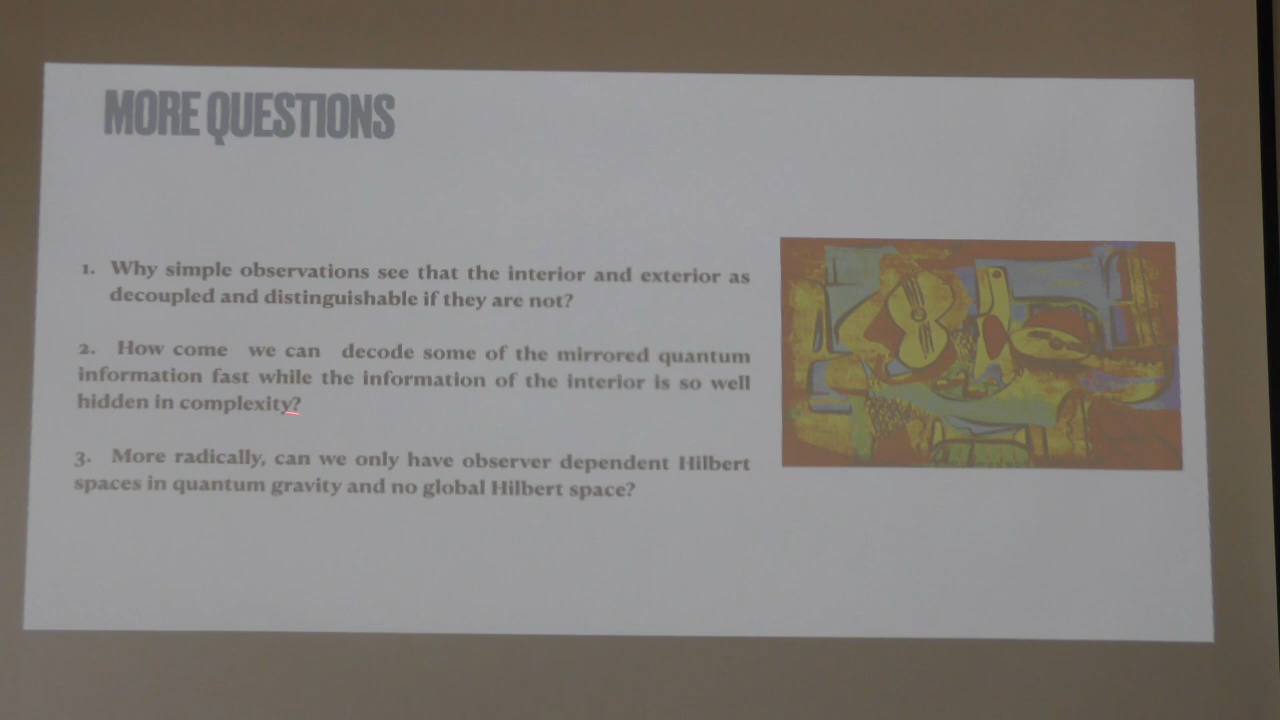 MORE QUESTIONS
1. Why simple observations see that the interior and exterior as
decoupled and distinguishable if they are not?
2. How come we can decode some of the mirrored quantum
information fast while the information of the interior is so well
hidden in complexity?
3. More radically, can we only have observer dependent Hilbert
spaces in quantum gravity and no global Hilbert space?